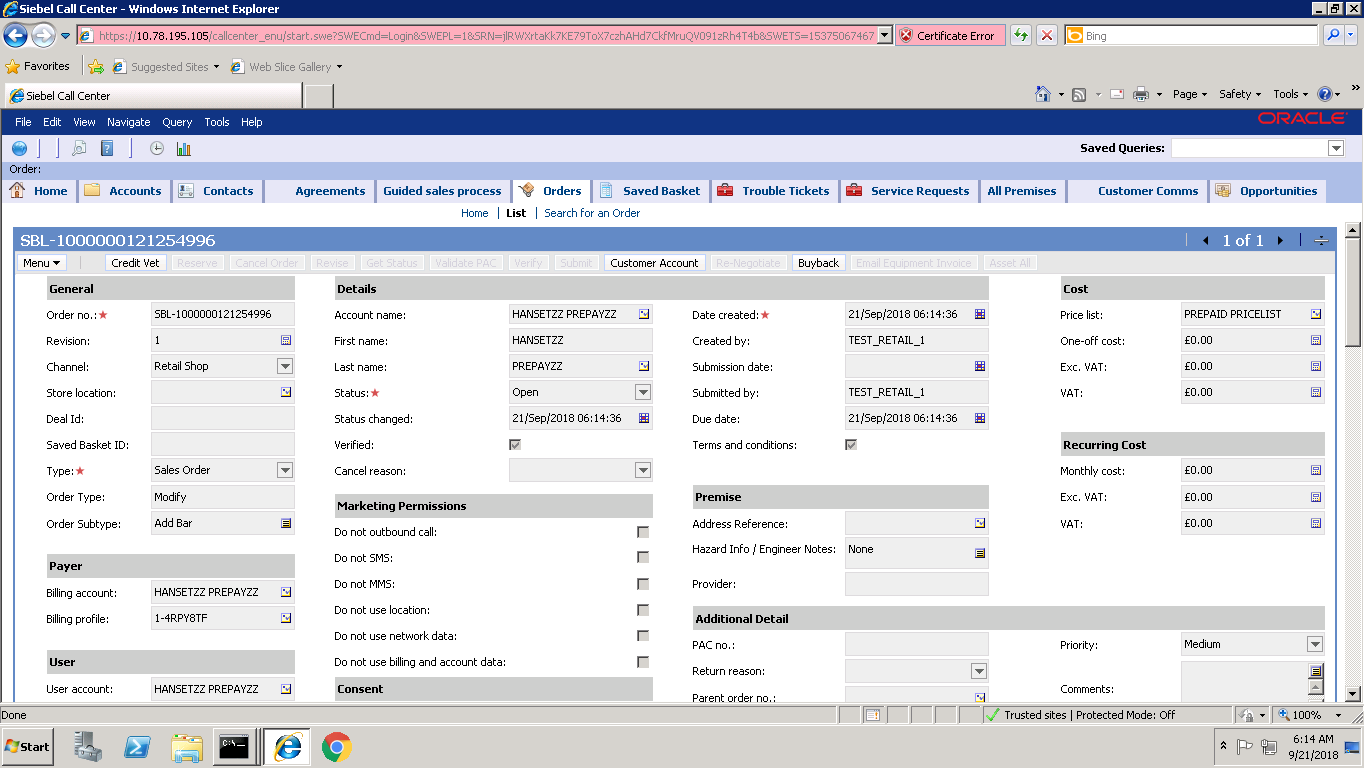 Siebel Call Center - Windows Internet Explorer
https://10.78.195.105/callcenter_enu/start.swe?SWECmd=Login&SWEPL=1&SRN= Certificate Error Bing
Favorites Suggested Sites Web Slice Gallery
Siebel Call Center Page Safety Tools
File Edit View Navigate Query Tools Help ORACLE
Saved Queries:
Order:
Home Accounts Contacts Agreements Guided sales process Orders Saved Basket Trouble Tickets Service Requests All Premises Customer Comms Opportunities
Home List Search for an Order
SBL-1000000121254996 1 of 1
Menu Credit Vet Reserve Cancel Order Revise Get Status Validate PAC Verify Submit Customer Account Re-Negotiate Buyback Email Equipment Invoice Asset All
General Details Cost
Order no.:★ SBL-1000000121254996 Account name: HANSETZZ PREPAYZZ Date created:★ 21/Sep/2018 06:14:36 Price list: PREPAID PRICELIST
Revision: 1 First name: HANSETZZ Created by: TEST_RETAIL_1 One-off cost: £0.00
Channel: Retail Shop Last name: PREPAYZZ Submission date: Exc. VAT: £0.00
Store location: Status:★ Open Submitted by: TEST_RETAIL_1 VAT: £0.00
Deal Id: Status changed: 21/Sep/2018 06:14:36 Due date: 21/Sep/2018 06:14:36
Saved Basket ID: Verified: Terms and conditions: Recurring Cost
Type:★ Sales Order Cancel reason: Monthly cost: £0.00
Order Type: Modify Marketing Permissions Premise Exc. VAT: £0.00
Order Subtype: Add Bar Do not outbound call: Address Reference: VAT: £0.00
Do not SMS: Hazard Info / Engineer Notes: None
Payer Do not MMS: Provider:
Billing account: HANSETZZ PREPAYZZ Do not use location:
Billing profile: 1-4RPY8TF Do not use network data: Additional Detail
User Do not use billing and account data: PAC no.: Priority: Medium
User account: HANSETZZ PREPAYZZ Consent Return reason: Comments:
Parent order no.:
Done Trusted sites | Protected Mode: Off 100%
Start 6:14 AM
9/21/2018